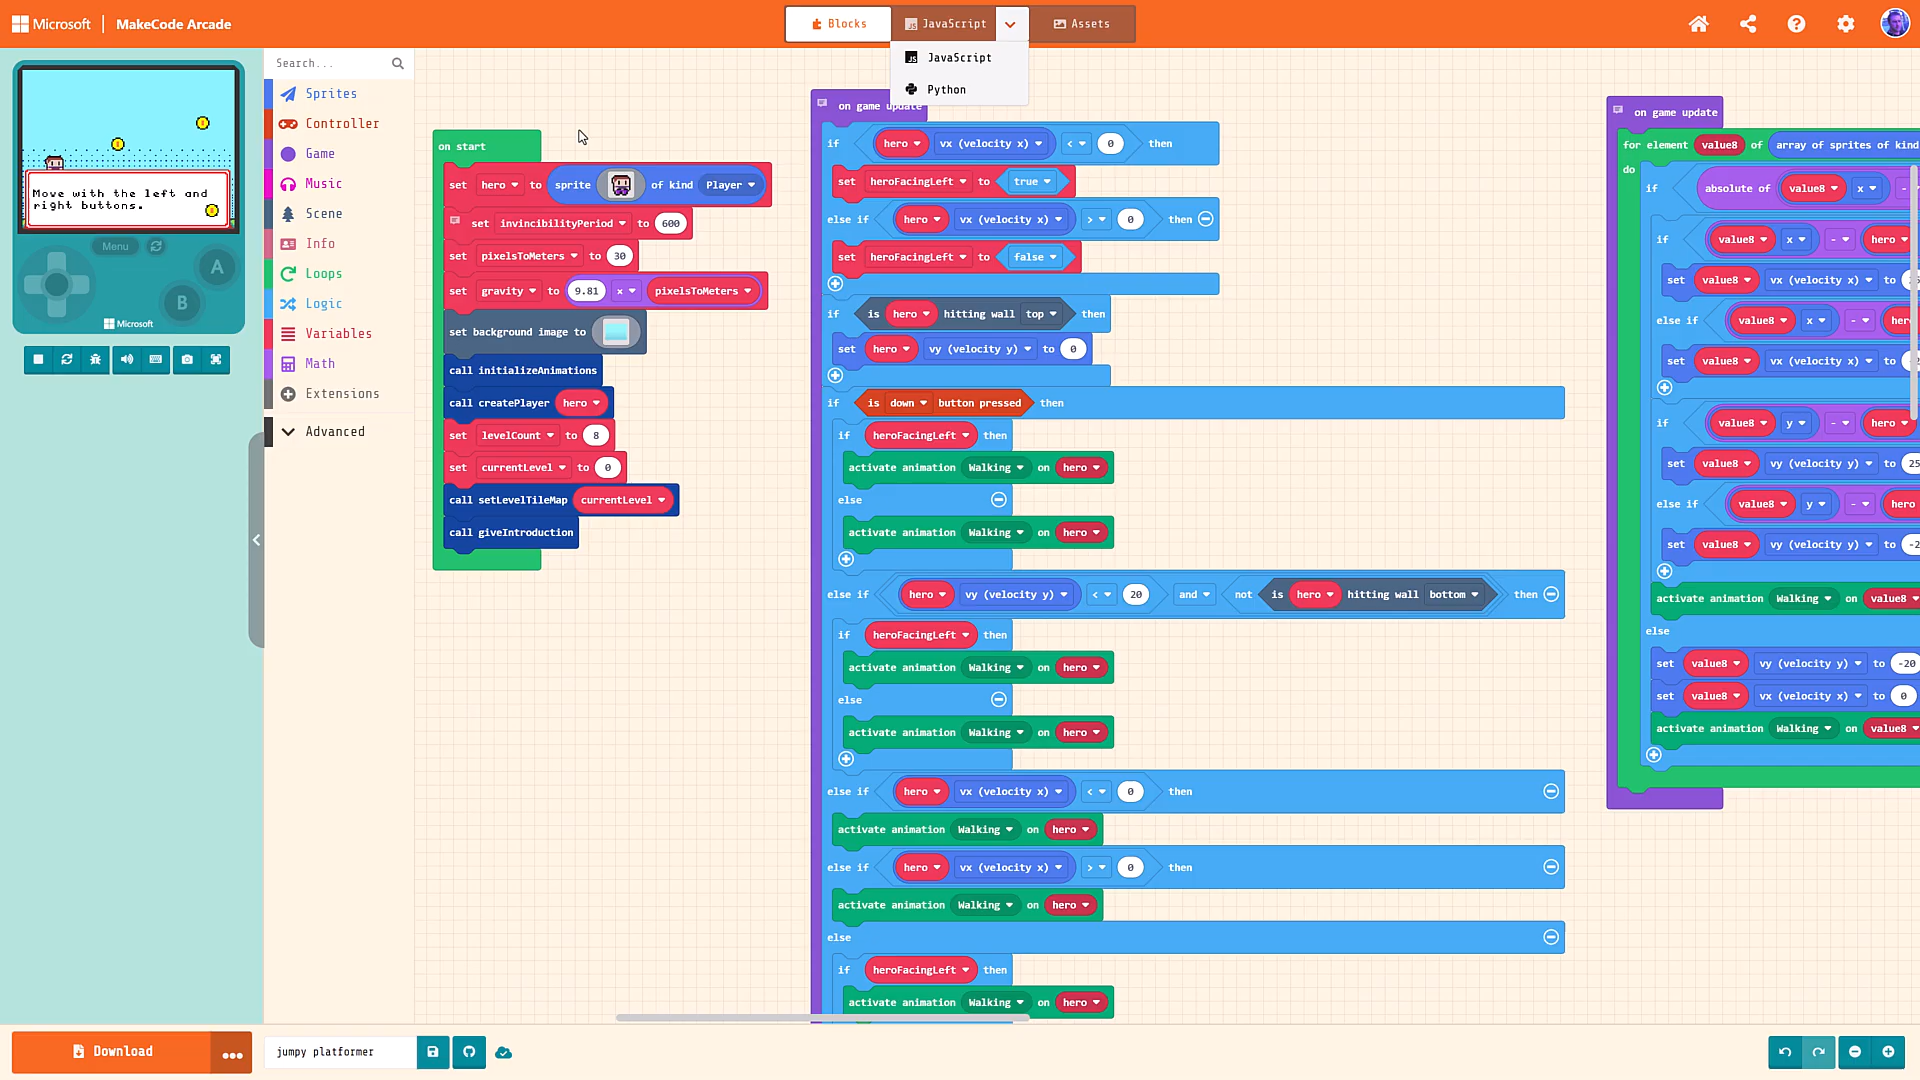 Microsoft | MakeCode Arcade
Blocks
JavaScript
Assets
JavaScript
Python
Move with the left and
right buttons.
Menu
A
B
Microsoft
Search...
Sprites
Controller
Game
Music
Scene
Info
Loops
Logic
Variables
Math
Extensions
Advanced
on start
set hero to sprite of kind Player
set invincibilityPeriod to 600
set pixelsToMeters to 30
set gravity to 9.81 x pixelsToMeters
set background image to
call initializeAnimations
call createPlayer hero
set levelCount to 8
set currentLevel to 0
call setLevelTileMap currentLevel
call giveIntroduction
on game update
if hero vx (velocity x) < 0 then
set heroFacingLeft to true
else if hero vx (velocity x) > 0 then
set heroFacingLeft to false
if is hero hitting wall top then
set hero vy (velocity y) to 0
if is down button pressed then
if heroFacingLeft then
activate animation Walking on hero
else
activate animation Walking on hero
else if hero vy (velocity y) < 20 and not is hero hitting wall bottom then
if heroFacingLeft then
activate animation Walking on hero
else
activate animation Walking on hero
else if hero vx (velocity x) < 0 then
activate animation Walking on hero
else if hero vx (velocity x) > 0 then
activate animation Walking on hero
else
if heroFacingLeft then
activate animation Walking on hero
on game update
for element value8 of array of sprites of kind
do
if absolute of value8 x -
if value8 x - hero
set value8 vx (velocity x) to
else if value8 x - her
set value8 vx (velocity x) to
if value8 y - hero
set value8 vy (velocity y) to 25
else if value8 y - hero
set value8 vy (velocity y) to -2
activate animation Walking on value8
else
set value8 vy (velocity y) to -20
set value8 vx (velocity x) to 0
activate animation Walking on value8
Download
...
jumpy platformer